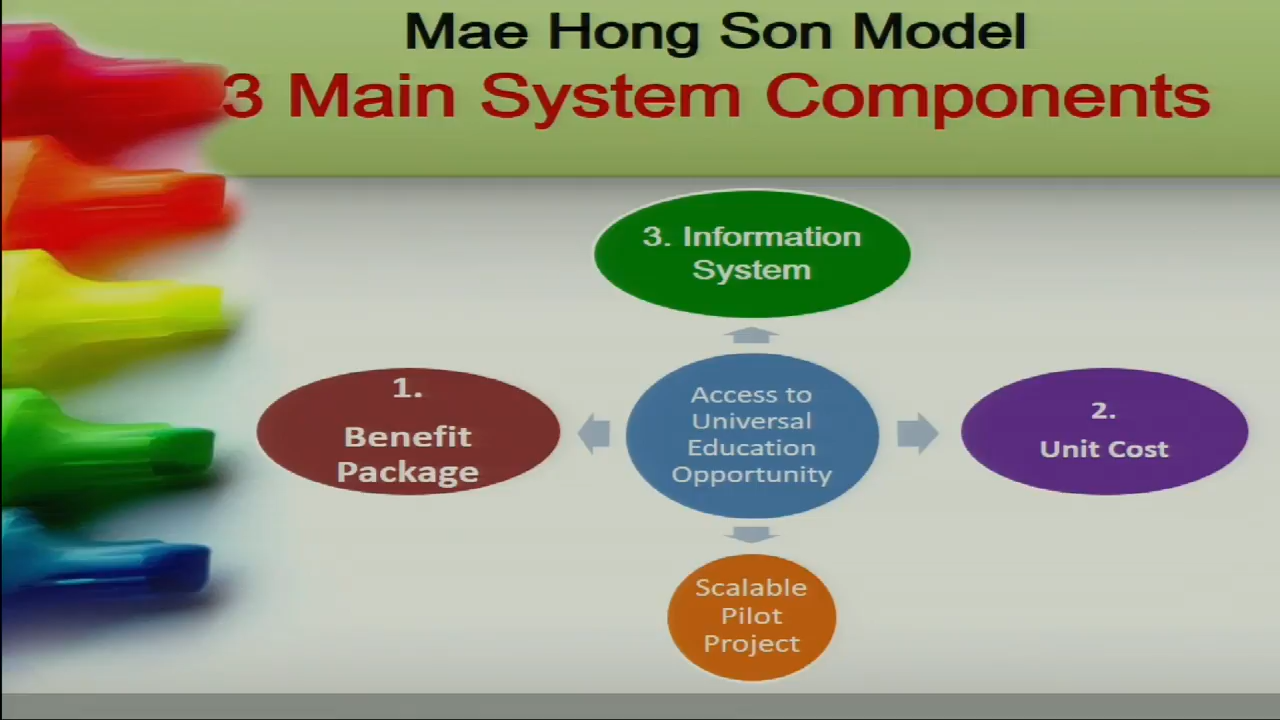 Mae Hong Son Model
3 Main System Components
3. Information
System
1.
Benefit
Package
Access to
Universal
Education
Opportunity
2.
Unit Cost
Scalable
Pilot
Project